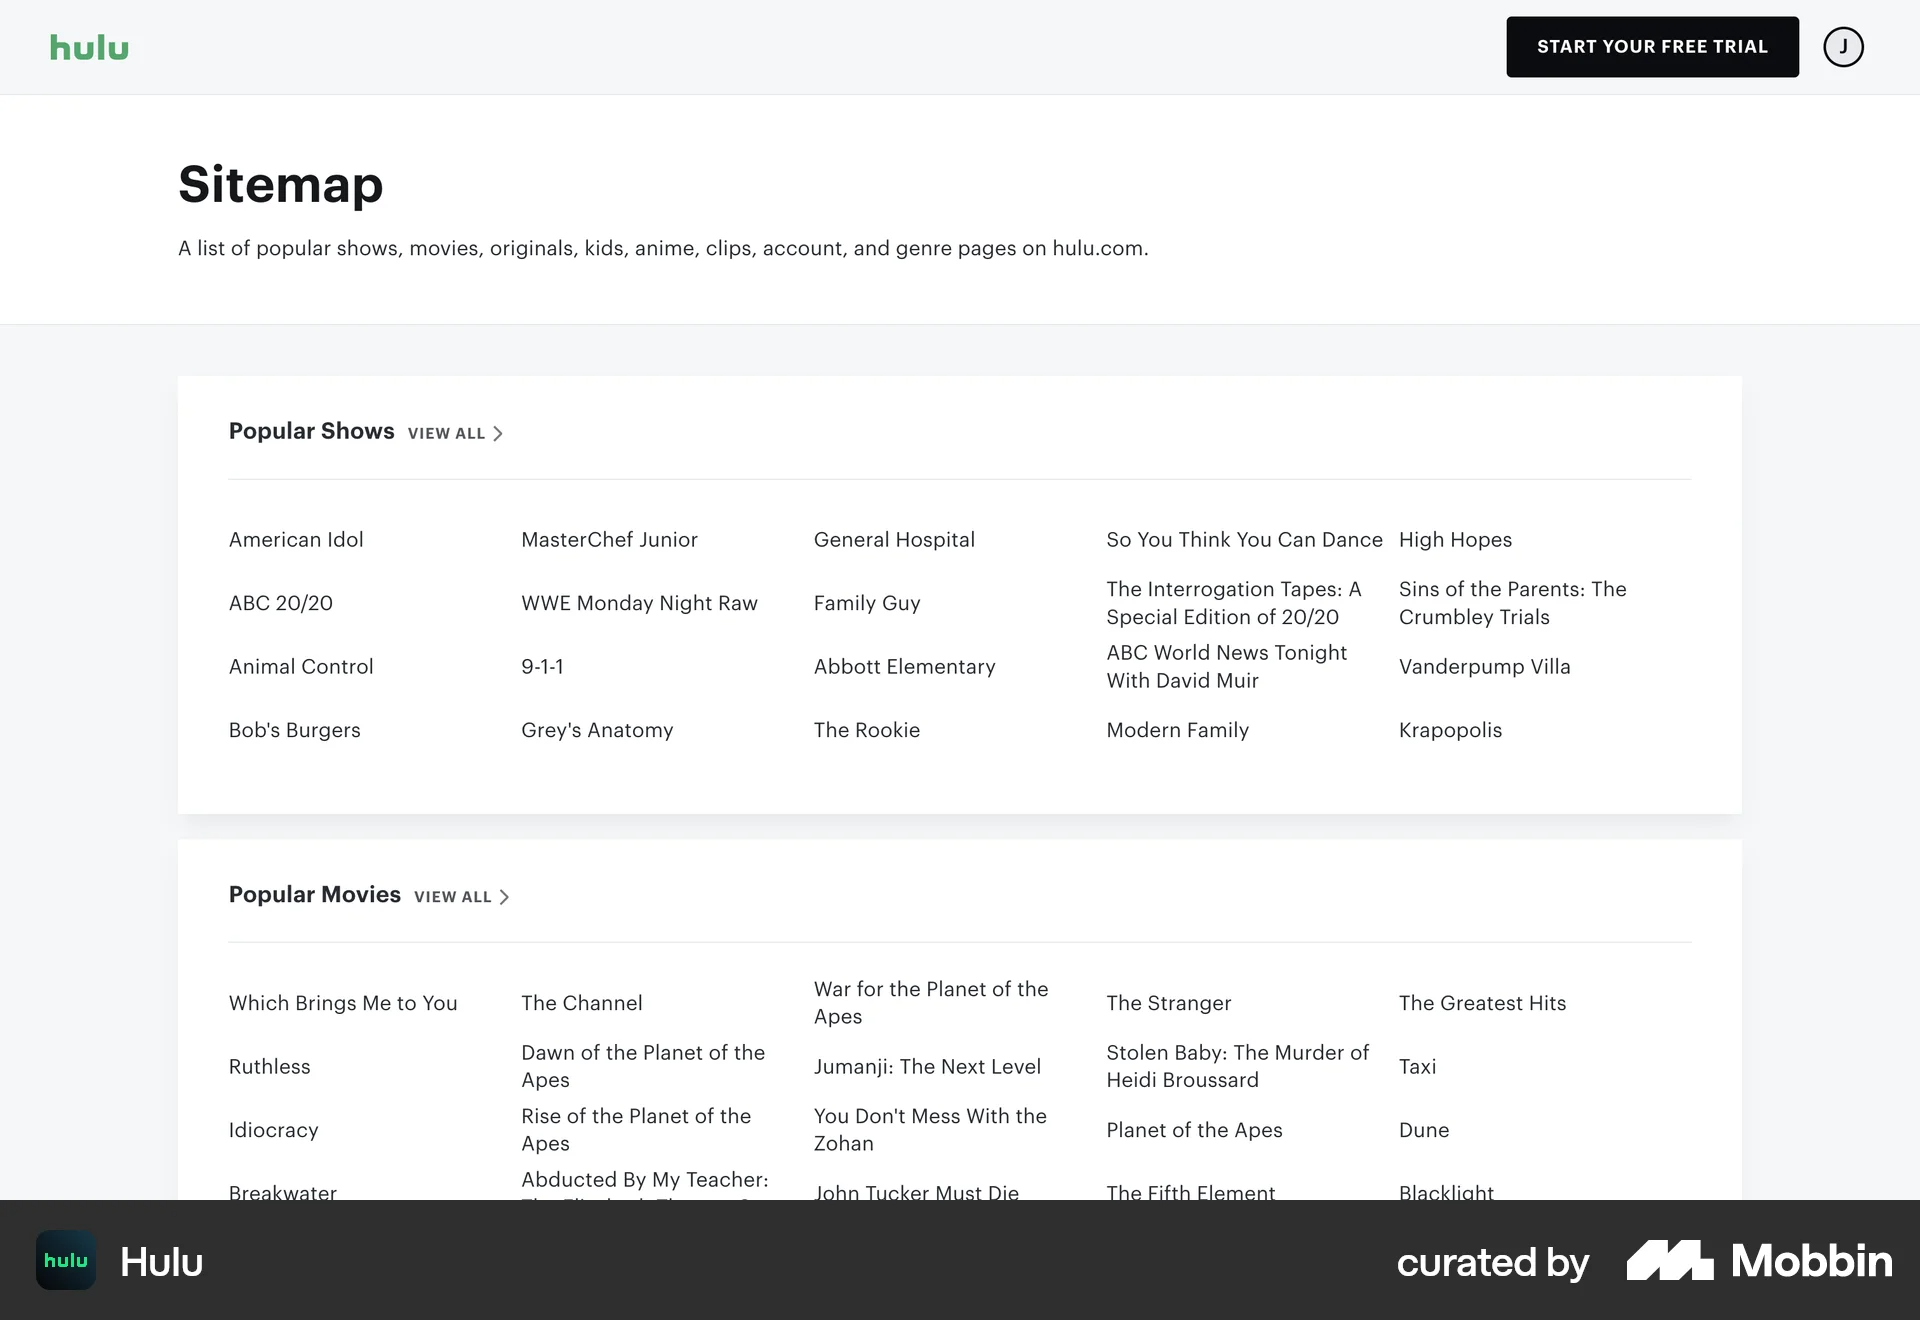 hulu
START YOUR FREE TRIAL
J
Sitemap
A list of popular shows, movies, originals, kids, anime, clips, account, and genre pages on hulu.com.
Popular Shows VIEW ALL
American Idol
MasterChef Junior
General Hospital
So You Think You Can Dance
High Hopes
ABC 20/20
WWE Monday Night Raw
Family Guy
The Interrogation Tapes: A
Special Edition of 20/20
Sins of the Parents: The
Crumbley Trials
Animal Control
9-1-1
Abbott Elementary
ABC World News Tonight
With David Muir
Vanderpump Villa
Bob's Burgers
Grey's Anatomy
The Rookie
Modern Family
Krapopolis
Popular Movies VIEW ALL
Which Brings Me to You
The Channel
War for the Planet of the
Apes
The Stranger
The Greatest Hits
Ruthless
Dawn of the Planet of the
Apes
Jumanji: The Next Level
Stolen Baby: The Murder of
Heidi Broussard
Taxi
Idiocracy
Rise of the Planet of the
Apes
You Don't Mess With the
Zohan
Planet of the Apes
Dune
Breakwater
Abducted By My Teacher:
John Tucker Must Die
The Fifth Element
Blacklight
hulu
Hulu
curated by
Mobbin